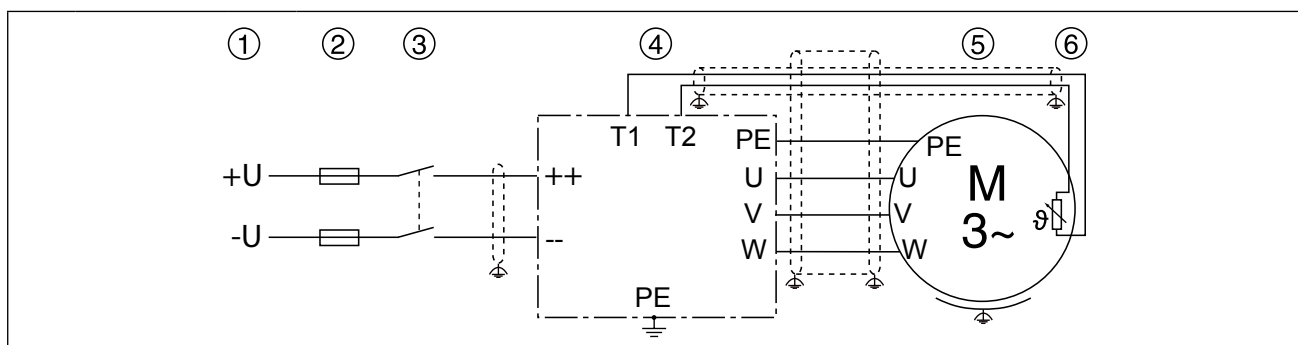 ① ② ③ ④ ⑤ ⑥
T1 T2
PE PE
+U ++ U U
M
V V
3~
ϑ
-U -- W W
PE